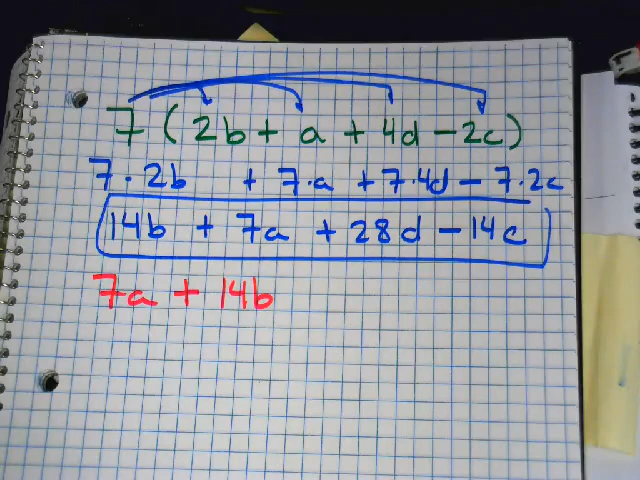 7 (2b + a + 4d - 2c)
7 · 2b + 7·a + 7·4d - 7·2c
14b + 7a + 28d - 14c
7a + 14b